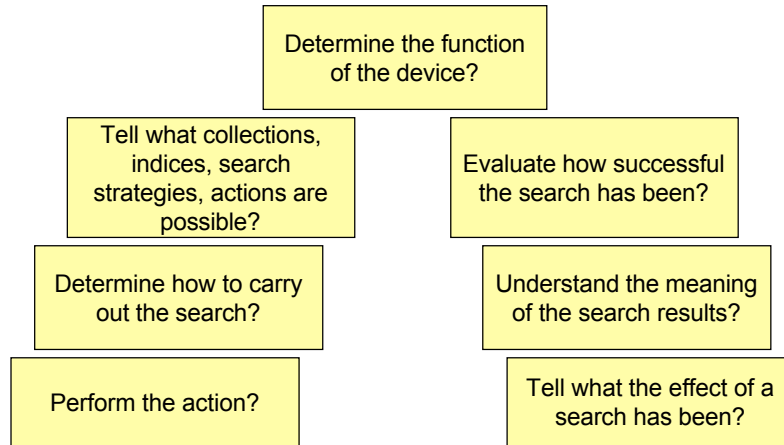 Determine the function
of the device?
Tell what collections,
indices, search
strategies, actions are
possible?
Evaluate how successful
the search has been?
Determine how to carry
out the search?
Understand the meaning
of the search results?
Perform the action?
Tell what the effect of a
search has been?